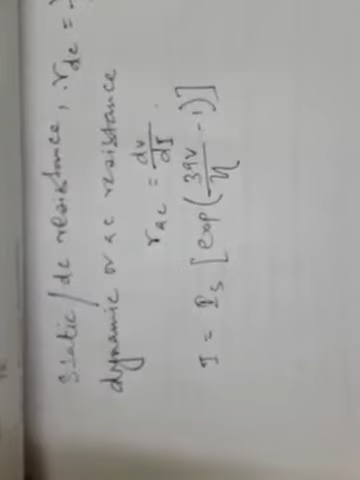 Static / dc resistance, r_dc =
dynamic or ac resistance
r_ac = dv/dI
I = I_s [exp(39V/η - 1)]